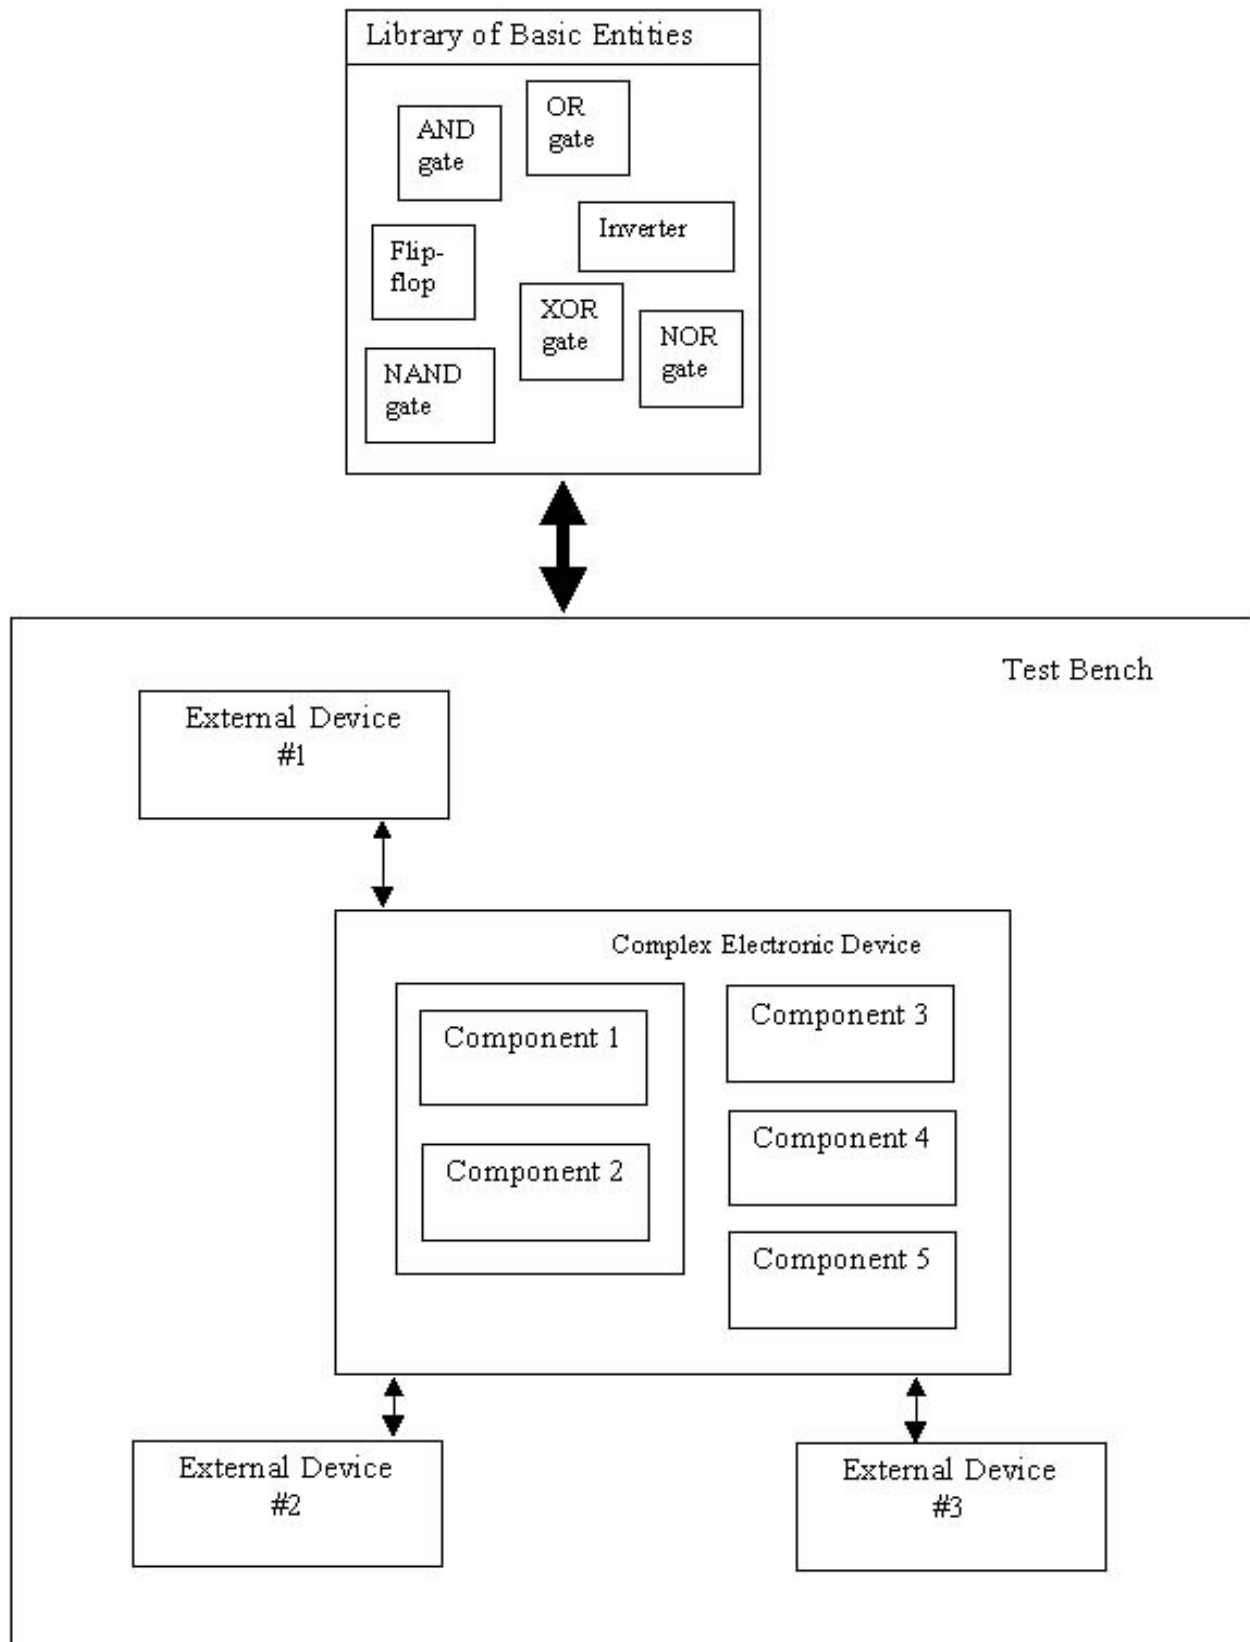 Library of Basic Entities
OR
gate
AND
gate
Inverter
Flip-
flop
XOR
gate
NOR
gate
NAND
gate
Test Bench
External Device
#1
Complex Electronic Device
Component 1
Component 2
Component 3
Component 4
Component 5
External Device
#2
External Device
#3